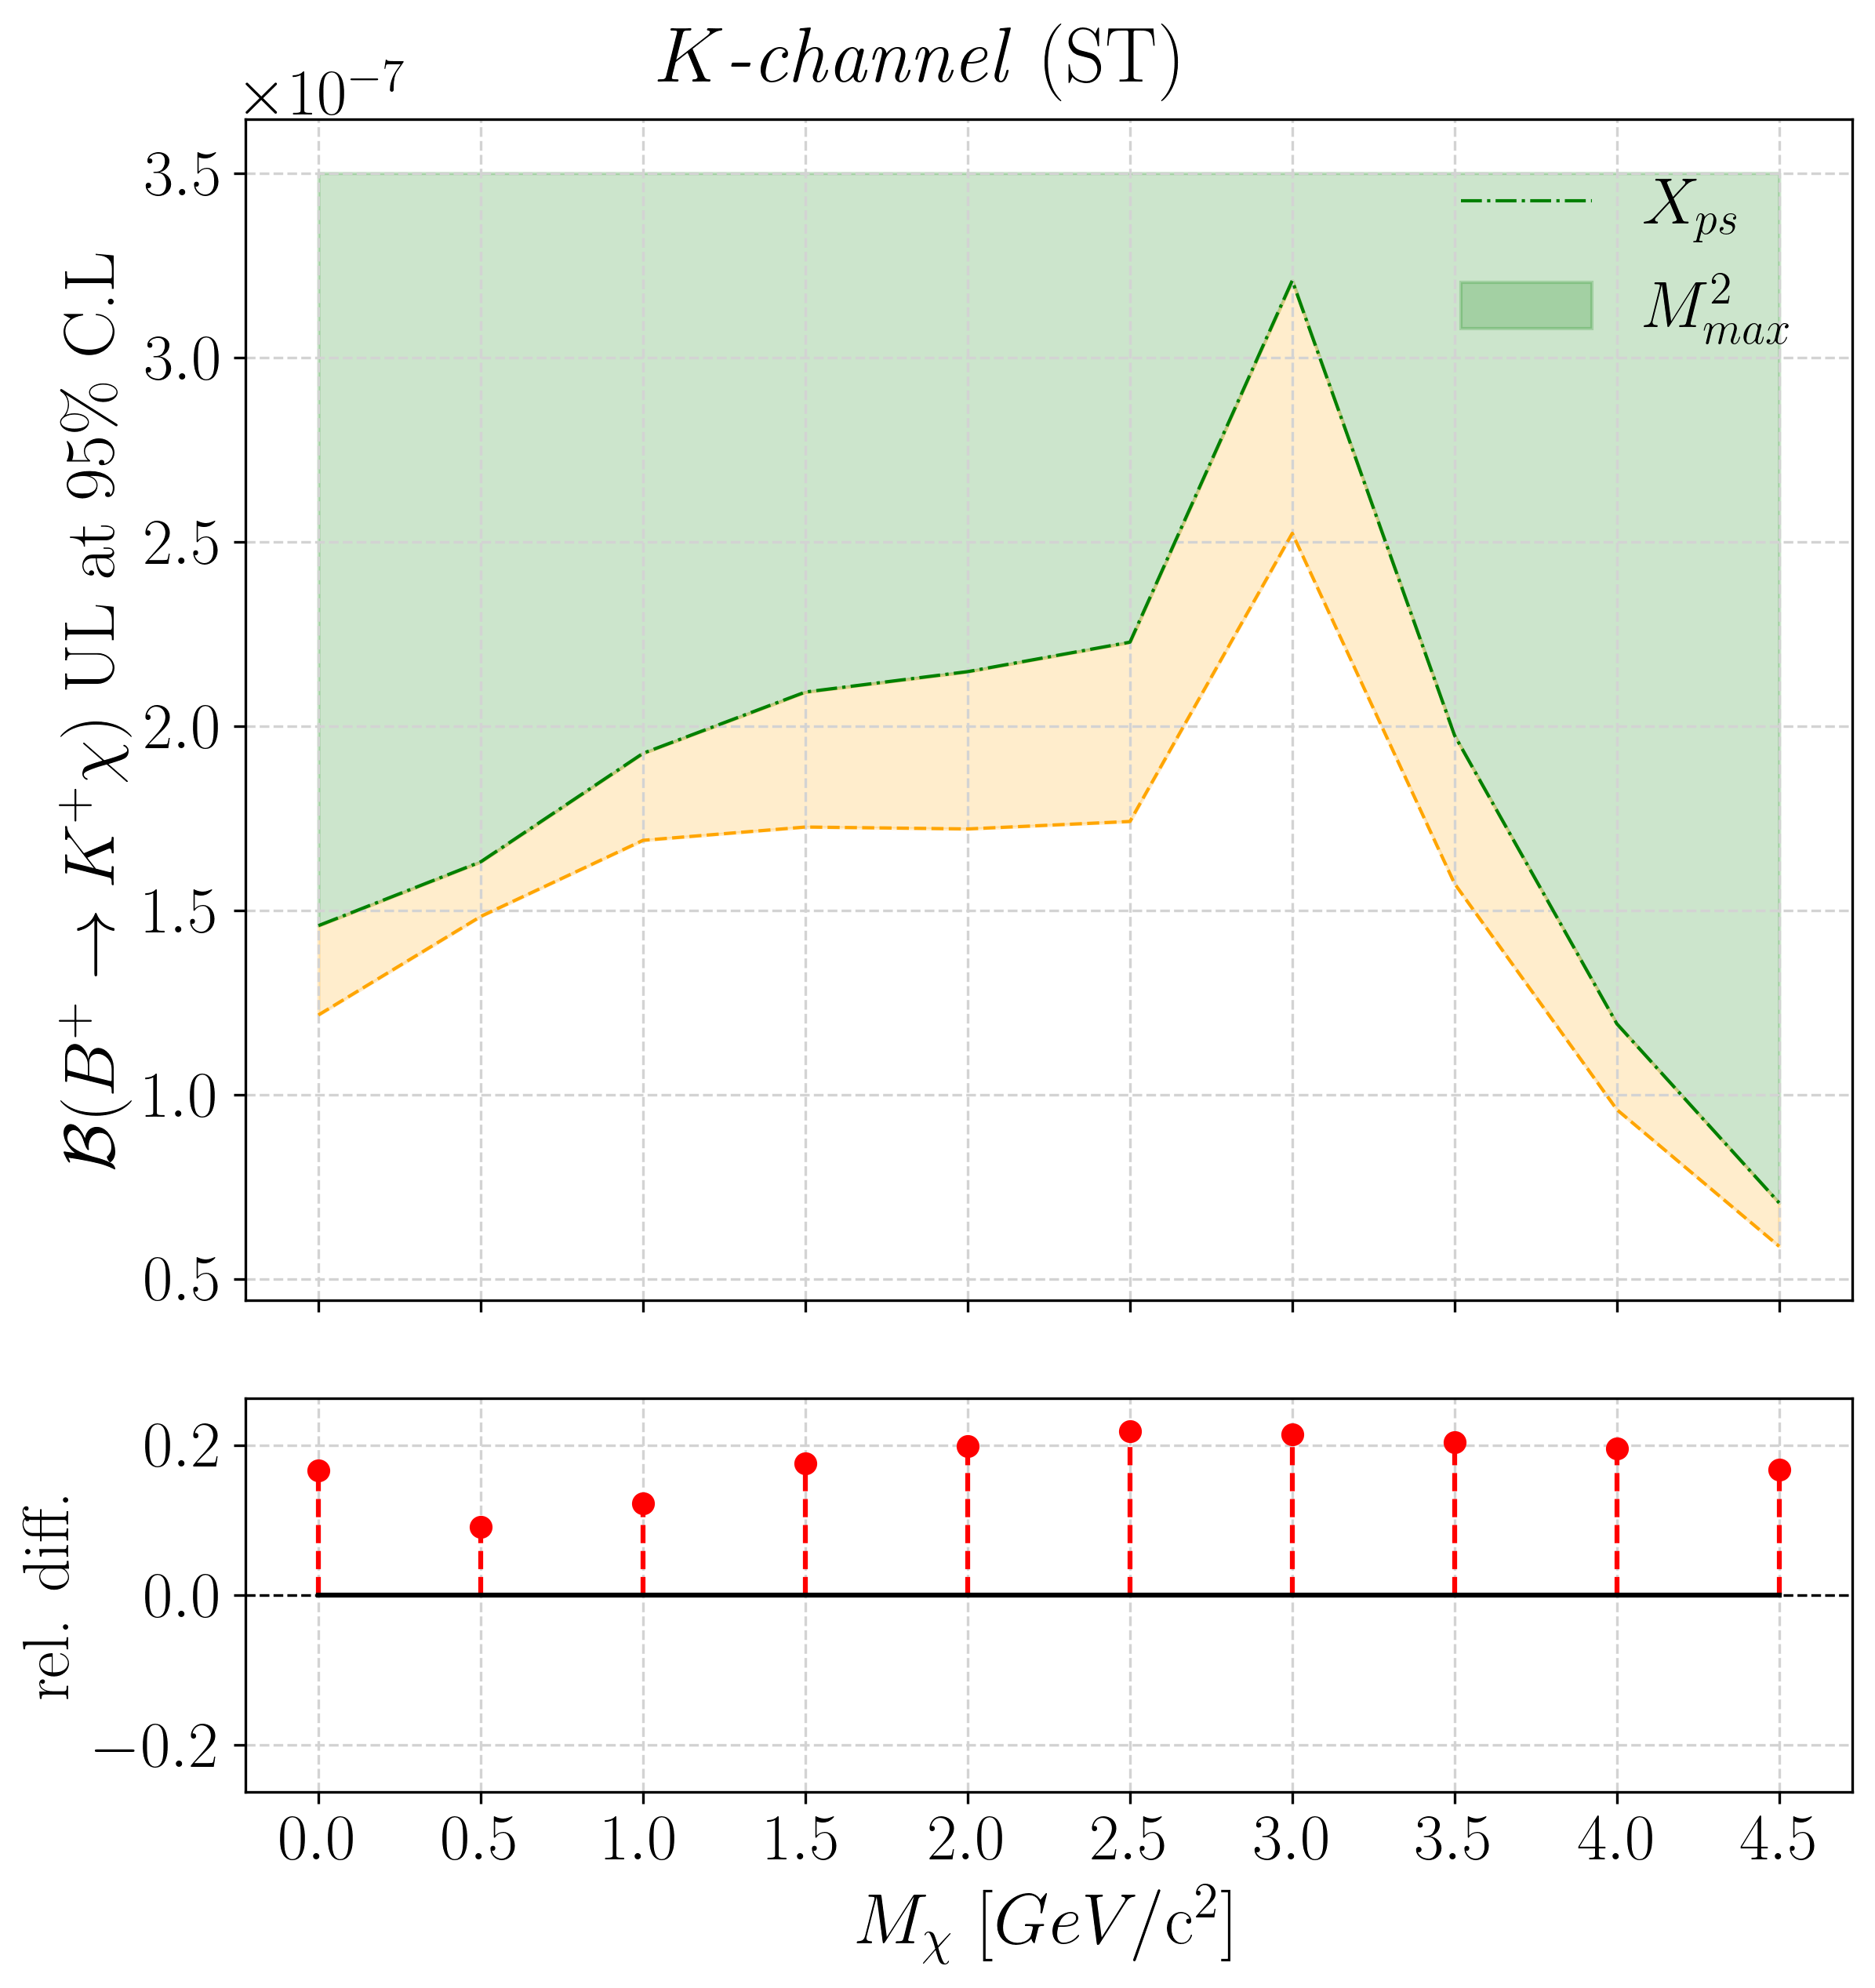 K-channel (ST)
×10⁻⁷
3.5
3.0
2.5
2.0
1.5
1.0
0.5
𝓑(B⁺ → K⁺χ) UL at 95% C.L
X_ps
M²_max
0.2
0.0
−0.2
rel. diff.
0.0 0.5 1.0 1.5 2.0 2.5 3.0 3.5 4.0 4.5
M_χ [GeV/c²]